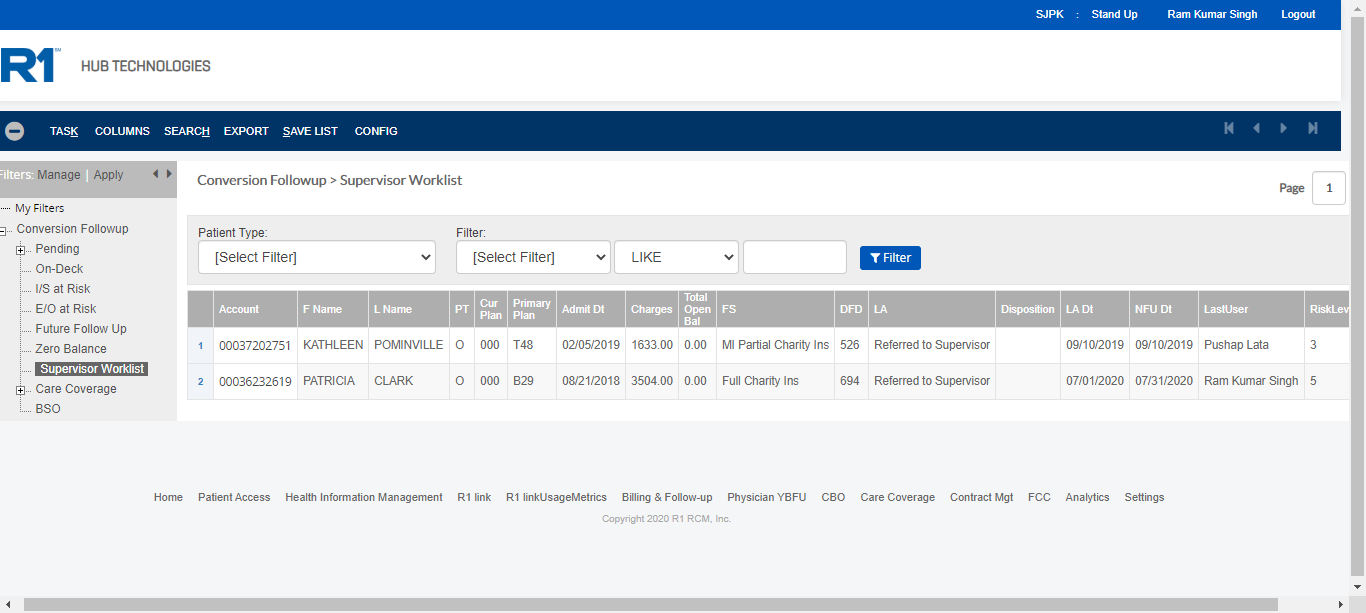 SJPK : Stand Up Ram Kumar Singh Logout
R1 HUB TECHNOLOGIES
TASK COLUMNS SEARCH EXPORT SAVE LIST CONFIG
Filters: Manage | Apply
Conversion Followup > Supervisor Worklist
Page 1
My Filters
Conversion Followup
Pending
On-Deck
I/S at Risk
E/O at Risk
Future Follow Up
Zero Balance
Supervisor Worklist
Care Coverage
BSO
Patient Type: Filter:
[Select Filter] [Select Filter] LIKE Filter
Account F Name L Name PT Cur Plan Primary Plan Admit Dt Charges Total Open Bal FS DFD LA Disposition LA Dt NFU Dt LastUser RiskLev
1 00037202751 KATHLEEN POMINVILLE O 000 T48 02/05/2019 1633.00 0.00 MI Partial Charity Ins 526 Referred to Supervisor 09/10/2019 09/10/2019 Pushap Lata 3
2 00036232619 PATRICIA CLARK O 000 B29 08/21/2018 3504.00 0.00 Full Charity Ins 694 Referred to Supervisor 07/01/2020 07/31/2020 Ram Kumar Singh 5
Home Patient Access Health Information Management R1 link R1 linkUsageMetrics Billing & Follow-up Physician YBFU CBO Care Coverage Contract Mgt FCC Analytics Settings
Copyright 2020 R1 RCM, Inc.